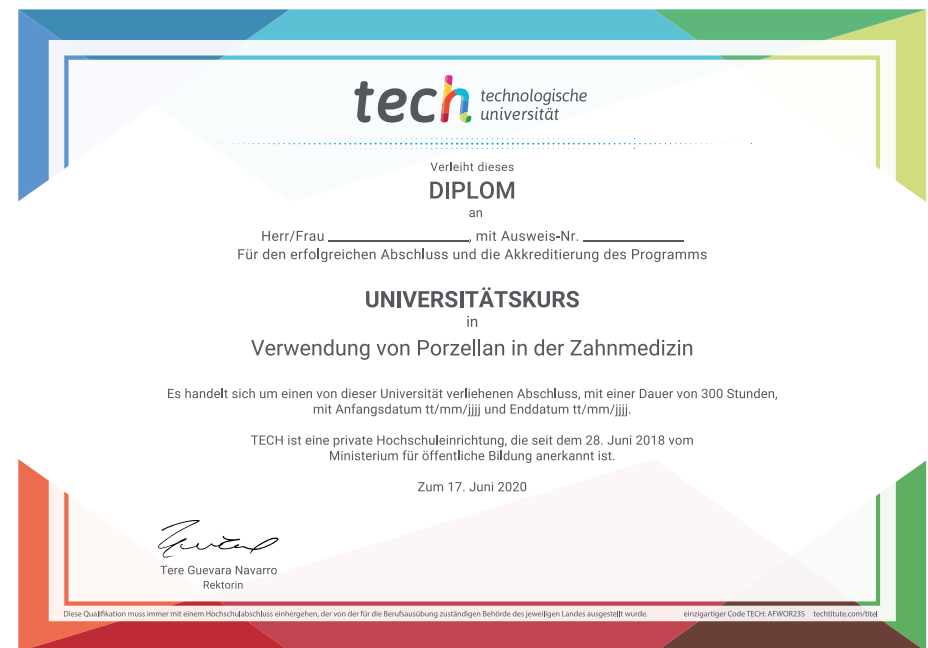 tech technologische
universität
Verleiht dieses
DIPLOM
an
Herr/Frau ____________, mit Ausweis-Nr. ____________
Für den erfolgreichen Abschluss und die Akkreditierung des Programms
UNIVERSITÄTSKURS
in
Verwendung von Porzellan in der Zahnmedizin
Es handelt sich um einen von dieser Universität verliehenen Abschluss, mit einer Dauer von 300 Stunden,
mit Anfangsdatum tt/mm/jjjj und Enddatum tt/mm/jjjj.
TECH ist eine private Hochschuleinrichtung, die seit dem 28. Juni 2018 vom
Ministerium für öffentliche Bildung anerkannt ist.
Zum 17. Juni 2020
Tere Guevara Navarro
Rektorin
Diese Qualifikation muss immer mit einem Hochschulabschluss einhergehen, der von der für die Berufsausübung zuständigen Behörde des jeweiligen Landes ausgestellt wurde. einzigartiger Code TECH: AFWOR23S techtitute.com/titel